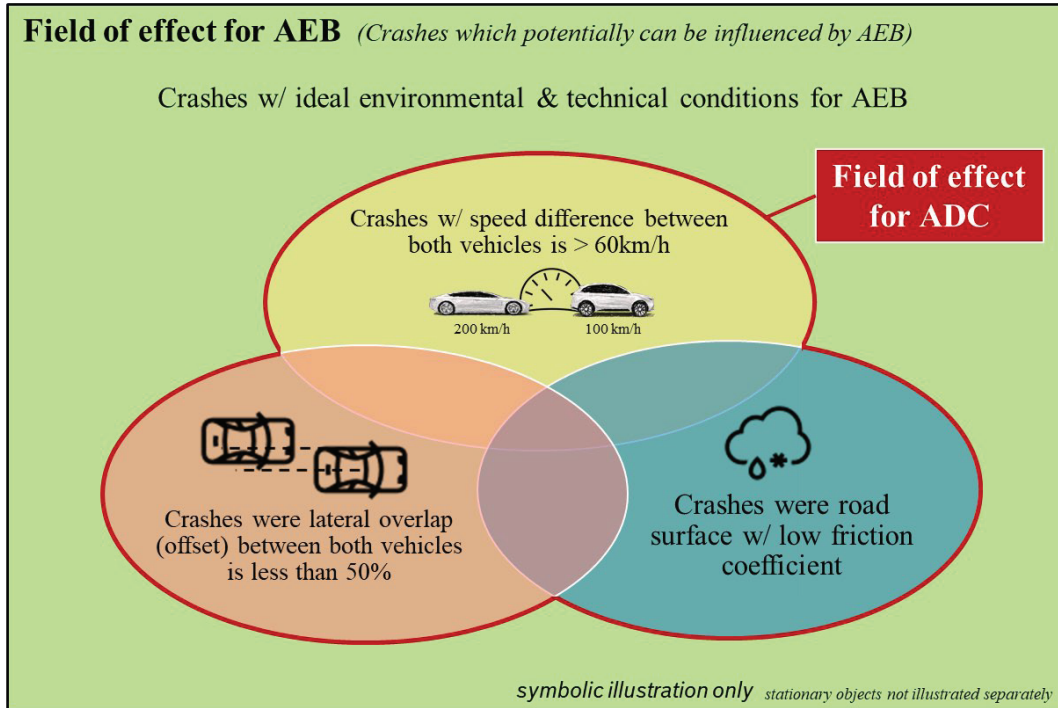 Field of effect for AEB (Crashes which potentially can be influenced by AEB)
Crashes w/ ideal environmental & technical conditions for AEB
Field of effect
for ADC
Crashes w/ speed difference between
both vehicles is > 60km/h
200 km/h
100 km/h
Crashes were lateral overlap
(offset) between both vehicles
is less than 50%
Crashes were road
surface w/ low friction
coefficient
symbolic illustration only stationary objects not illustrated separately